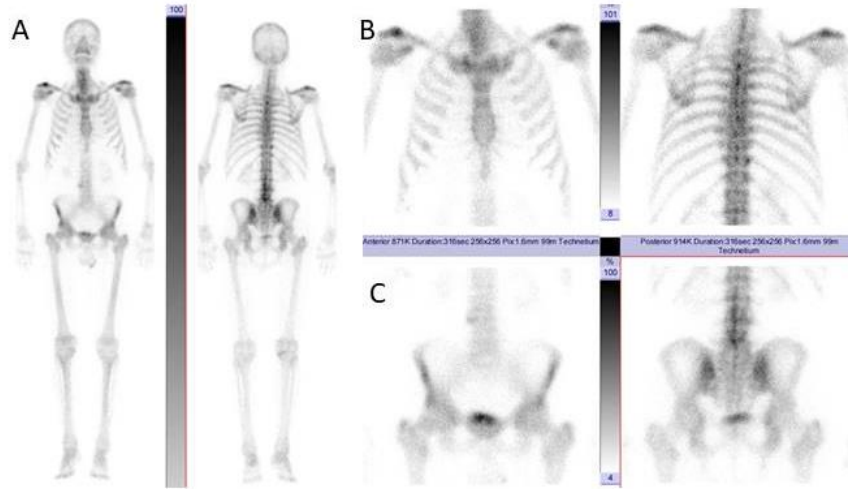 A
100
B
101
8
Anterior 871K Duration:316sec 256x256 Pix:1.6mm 99m Technetium
Posterior 914K Duration:316sec 256x256 Pix:1.6mm 99m
Technetium
C
%
100
4